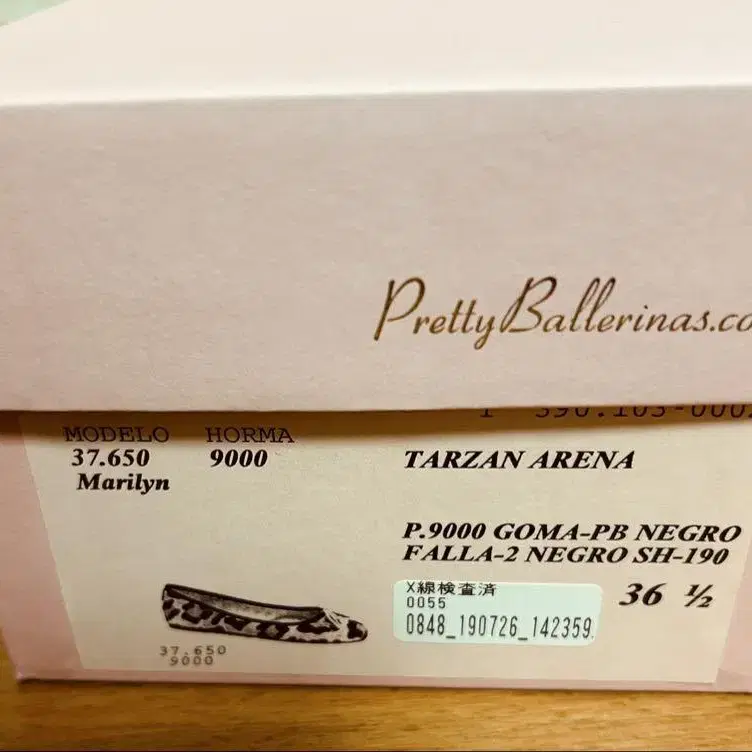 PrettyBallerinas.co
MODELO HORMA
37.650 9000 TARZAN ARENA
Marilyn
P.9000 GOMA-PB NEGRO
FALLA-2 NEGRO SH-190
36 ½
X線検査済
0055
0848_190726_142359
37.650
9000